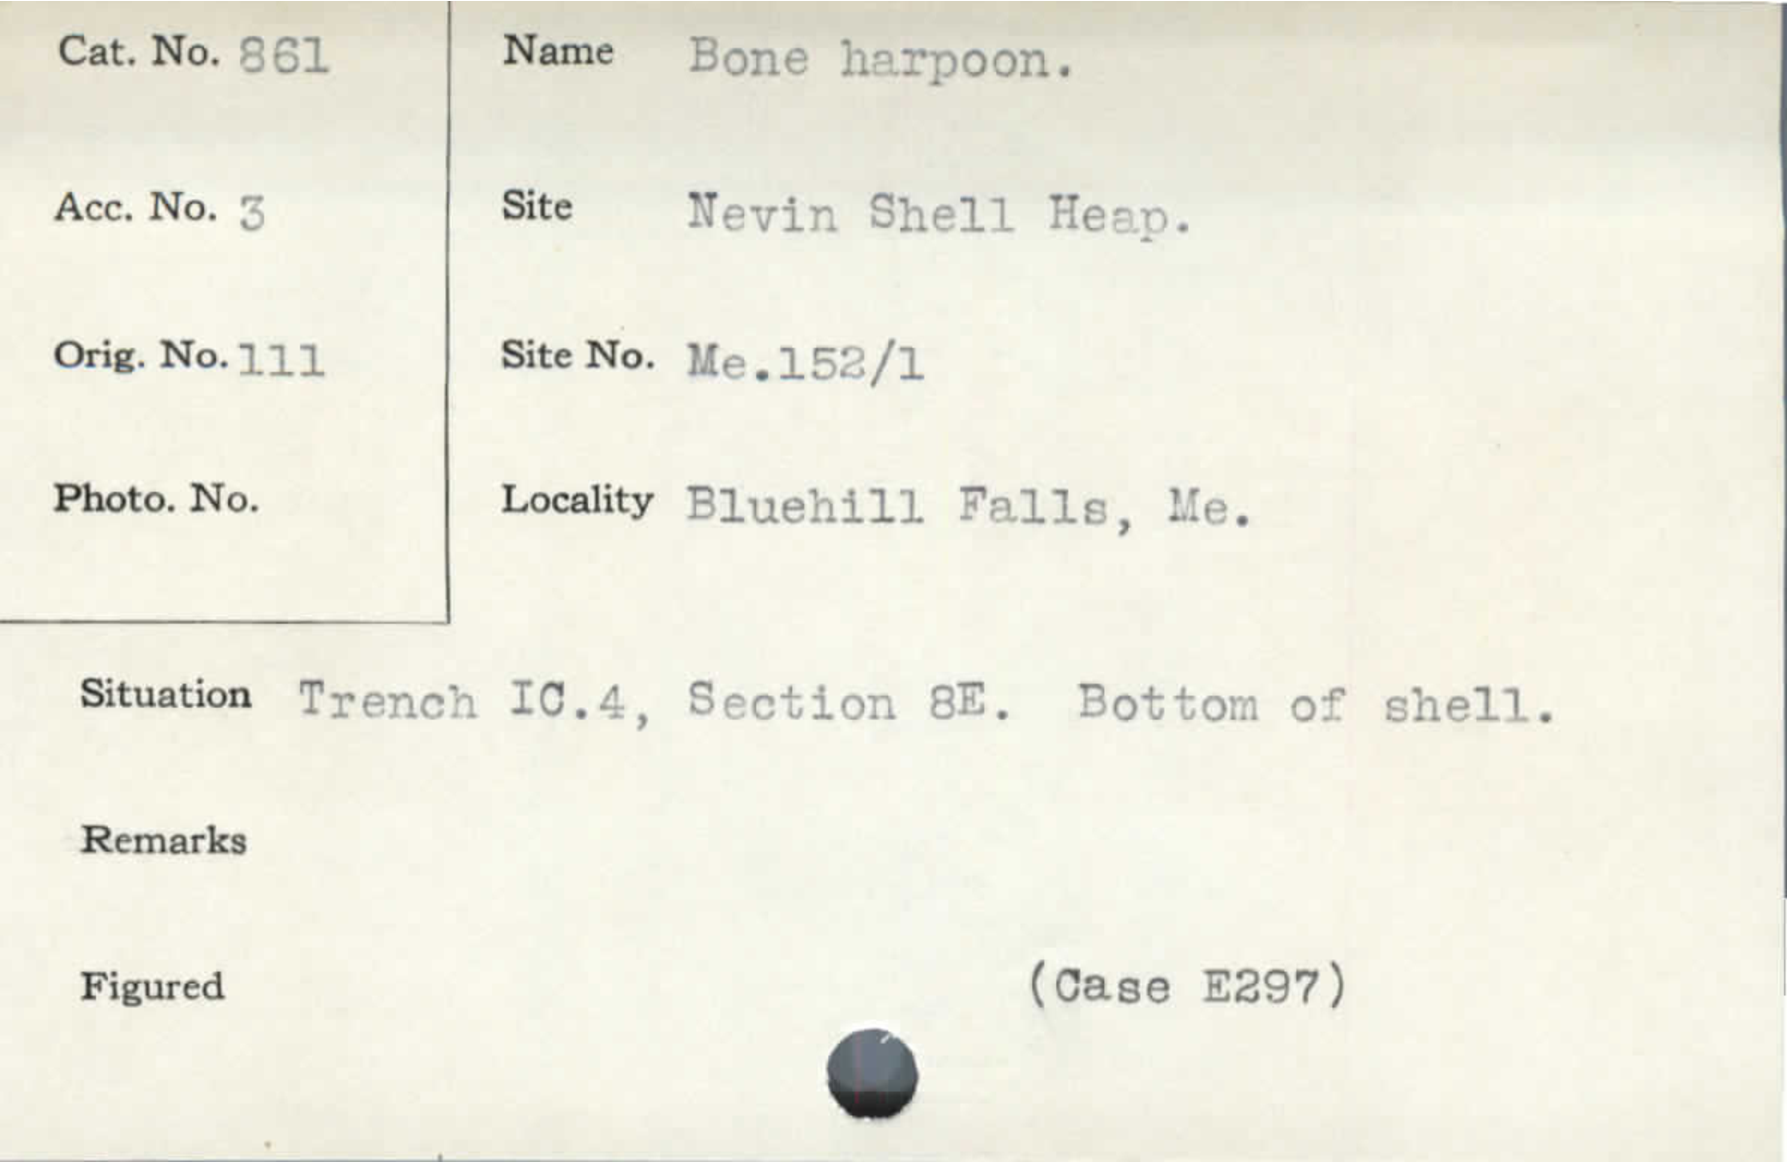 Cat. No. 861
Name Bone harpoon.
Acc. No. 3
Site Nevin Shell Heap.
Orig. No. 111
Site No. Me.152/1
Photo. No.
Locality Bluehill Falls, Me.
Situation Trench IC.4, Section 8E. Bottom of shell.
Remarks
Figured
(Case E297)